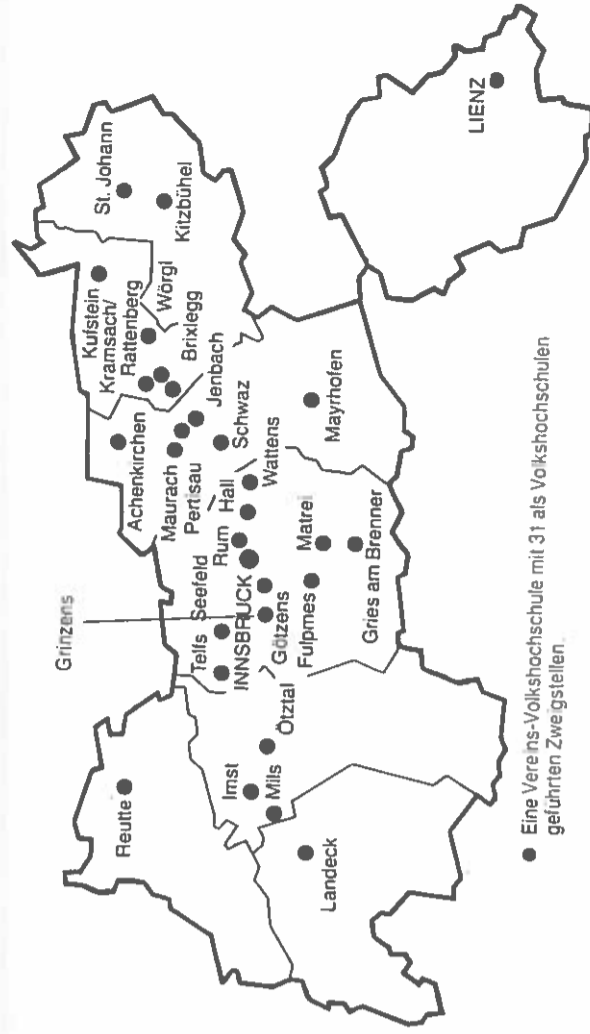 Grinzens
Reutte
Telfs
Seefeld
INNSBRUCK
Rum
Hall
Wattens
Achenkirchen
Maurach
Pertisau
Schwaz
Jenbach
Brixlegg
Kramsach/
Rattenberg
Kufstein
Wörgl
St. Johann
Kitzbühel
Imst
Mils
Ötztal
Götzens
Fulpmes
Matrei
Gries am Brenner
Mayrhofen
Landeck
LIENZ
Eine Vereins-Volkshochschule mit 31 als Volkshochschulen
geführten Zweigstellen.